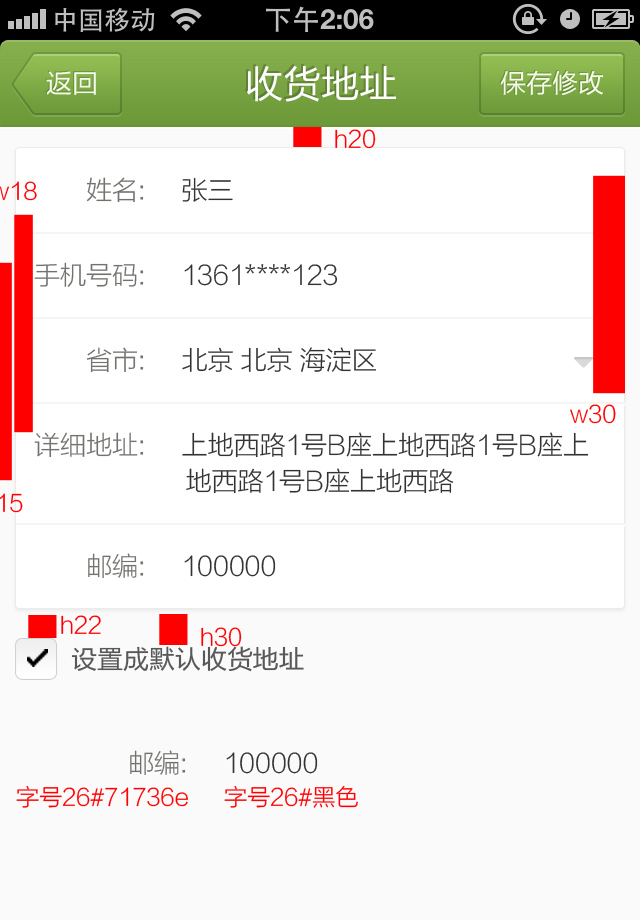 中国移动 下午2:06
返回 收货地址 保存修改
h20
w18 姓名: 张三
手机号码: 1361****123
省市: 北京 北京 海淀区
w30
详细地址: 上地西路1号B座上地西路1号B座上
地西路1号B座上地西路
15
邮编: 100000
h22 h30
设置成默认收货地址
邮编: 100000
字号26#71736e 字号26#黑色